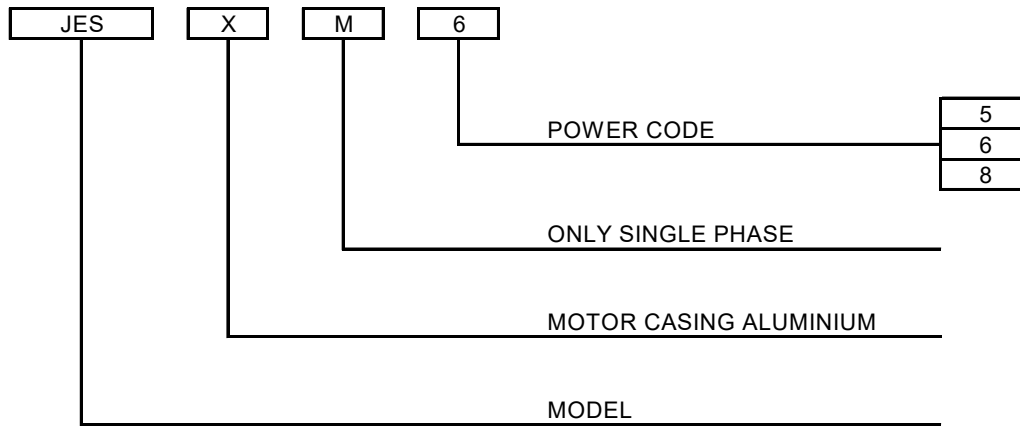 JES X M 6
POWER CODE
5
6
8
ONLY SINGLE PHASE
MOTOR CASING ALUMINIUM
MODEL